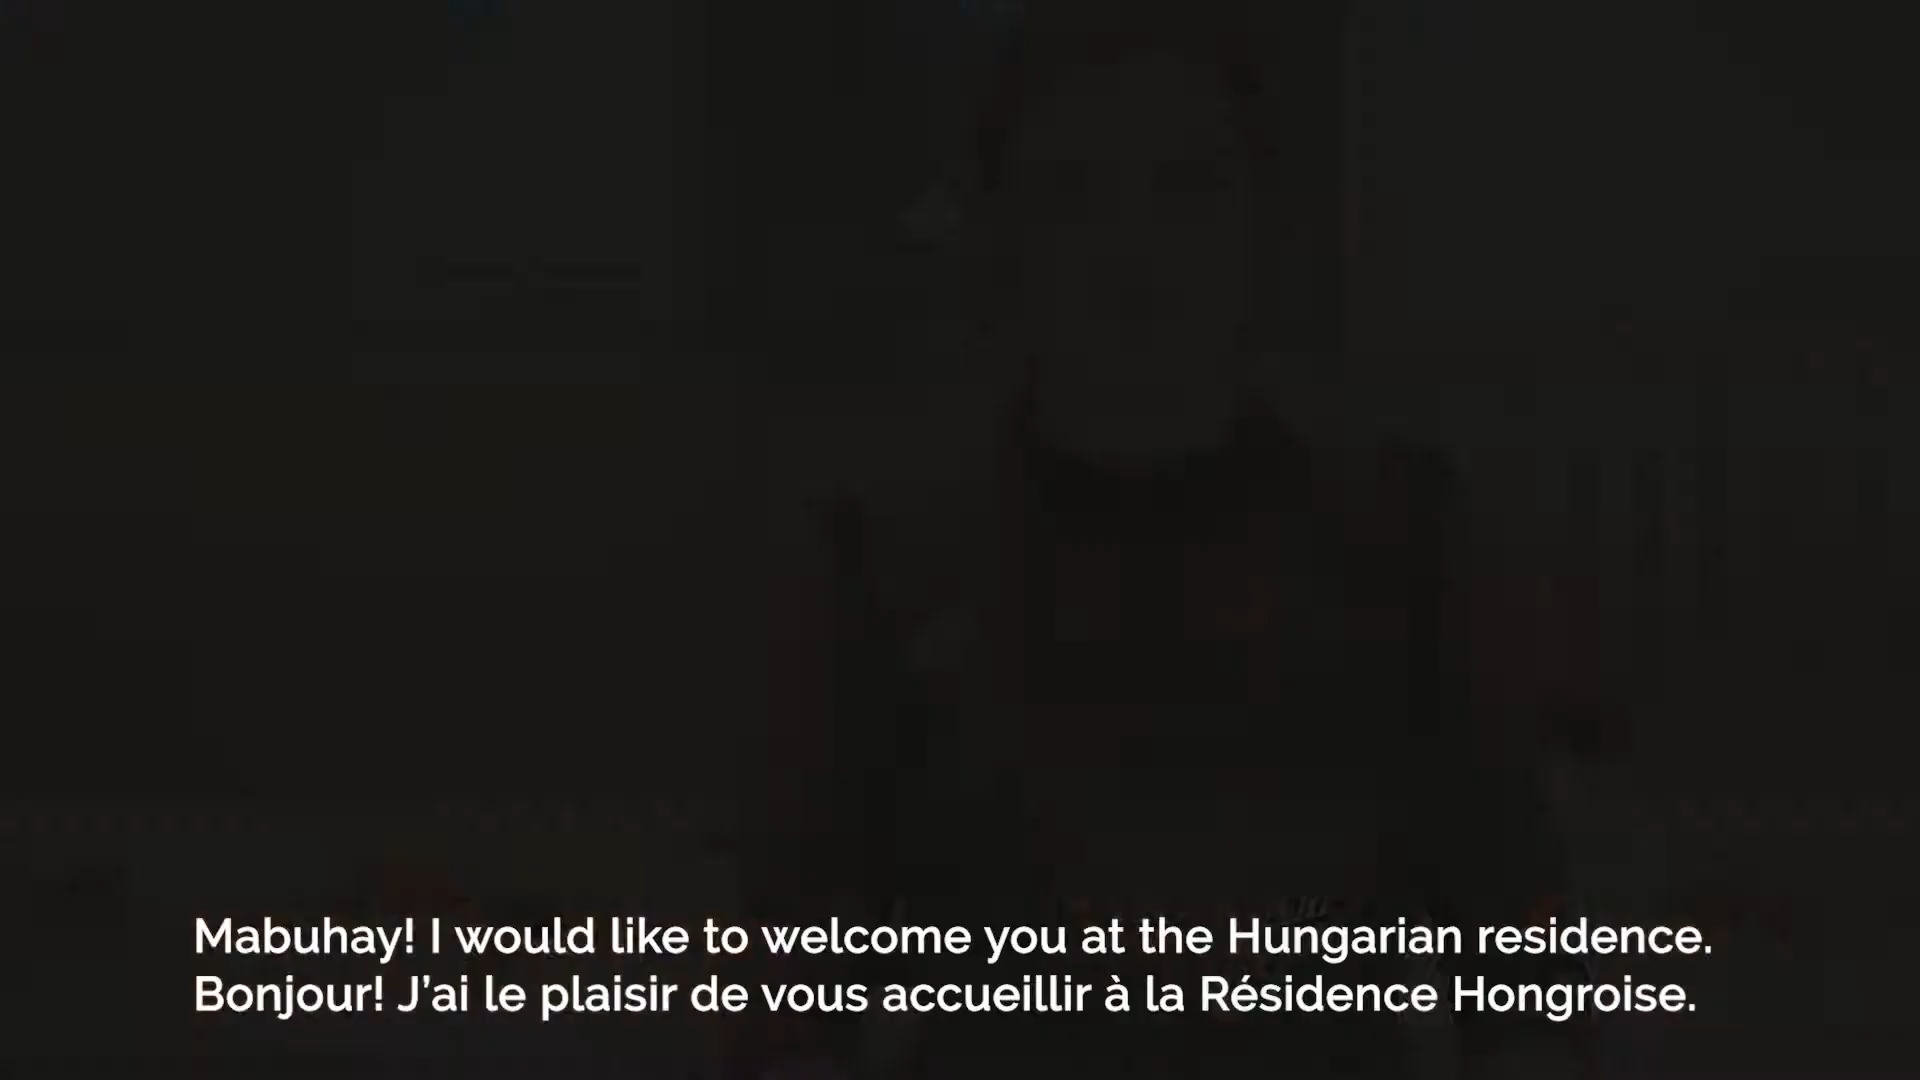 Mabuhay! I would like to welcome you at the Hungarian residence.
Bonjour! J’ai le plaisir de vous accueillir à la Résidence Hongroise.